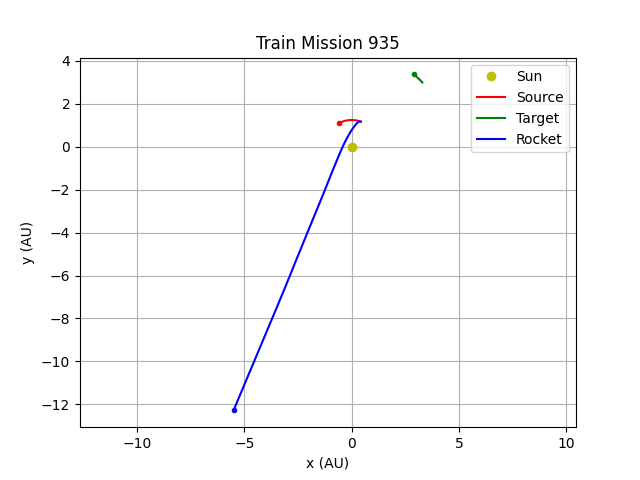 Train Mission 935
4
2
0
−2
−4
−6
−8
−10
−12
y (AU)
Sun
Source
Target
Rocket
−10
−5
0
5
10
x (AU)